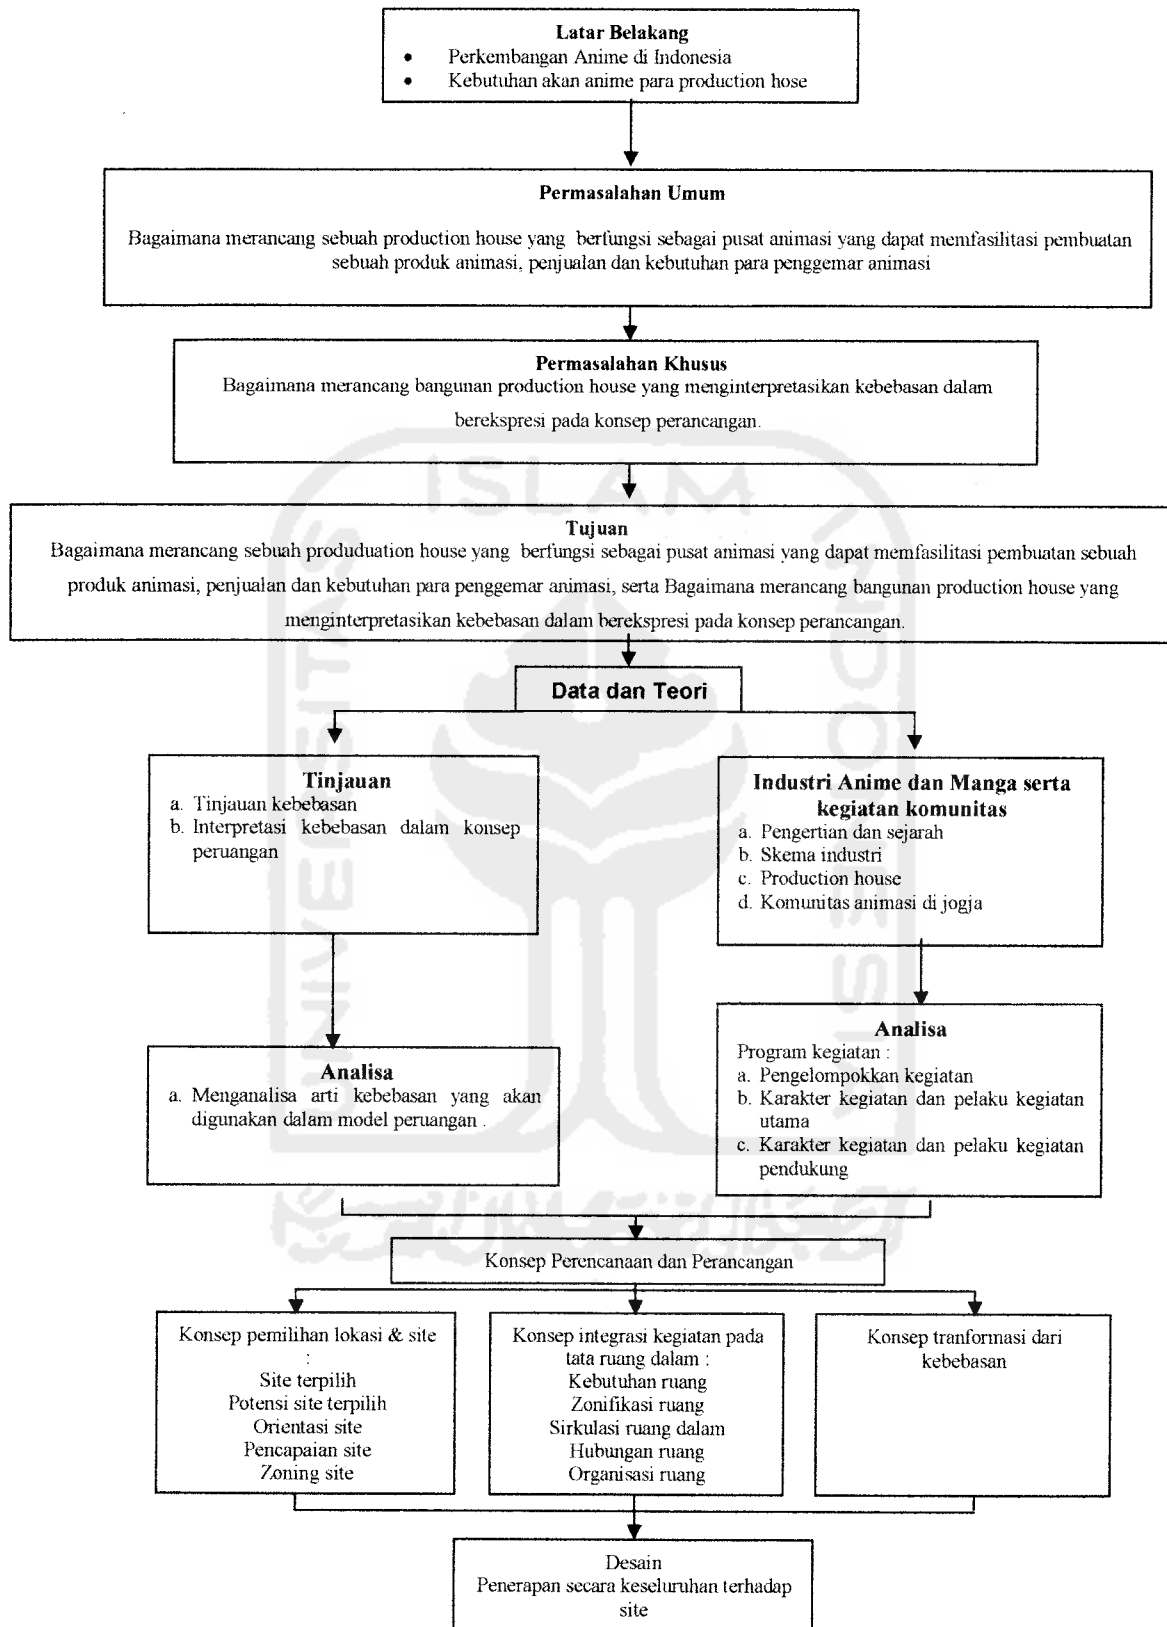 Latar Belakang
• Perkembangan Anime di Indonesia
• Kebutuhan akan anime para production hose
Permasalahan Umum
Bagaimana merancang sebuah production house yang berfungsi sebagai pusat animasi yang dapat memfasilitasi pembuatan
sebuah produk animasi, penjualan dan kebutuhan para penggemar animasi
Permasalahan Khusus
Bagaimana merancang bangunan production house yang menginterpretasikan kebebasan dalam
berekspresi pada konsep perancangan.
Tujuan
Bagaimana merancang sebuah produduation house yang berfungsi sebagai pusat animasi yang dapat memfasilitasi pembuatan sebuah
produk animasi, penjualan dan kebutuhan para penggemar animasi, serta Bagaimana merancang bangunan production house yang
menginterpretasikan kebebasan dalam berekspresi pada konsep perancangan.
Data dan Teori
Tinjauan
a. Tinjauan kebebasan
b. Interpretasi kebebasan dalam konsep
peruangan
Industri Anime dan Manga serta
kegiatan komunitas
a. Pengertian dan sejarah
b. Skema industri
c. Production house
d. Komunitas animasi di jogja
Analisa
a. Menganalisa arti kebebasan yang akan
digunakan dalam model peruangan .
Analisa
Program kegiatan :
a. Pengelompokkan kegiatan
b. Karakter kegiatan dan pelaku kegiatan
utama
c. Karakter kegiatan dan pelaku kegiatan
pendukung
Konsep Perencanaan dan Perancangan
Konsep pemilihan lokasi & site
:
Site terpilih
Potensi site terpilih
Orientasi site
Pencapaian site
Zoning site
Konsep integrasi kegiatan pada
tata ruang dalam :
Kebutuhan ruang
Zonifikasi ruang
Sirkulasi ruang dalam
Hubungan ruang
Organisasi ruang
Konsep tranformasi dari
kebebasan
Desain
Penerapan secara keseluruhan terhadap
site
UNIVERSITAS
ISLAM
INDONESIA